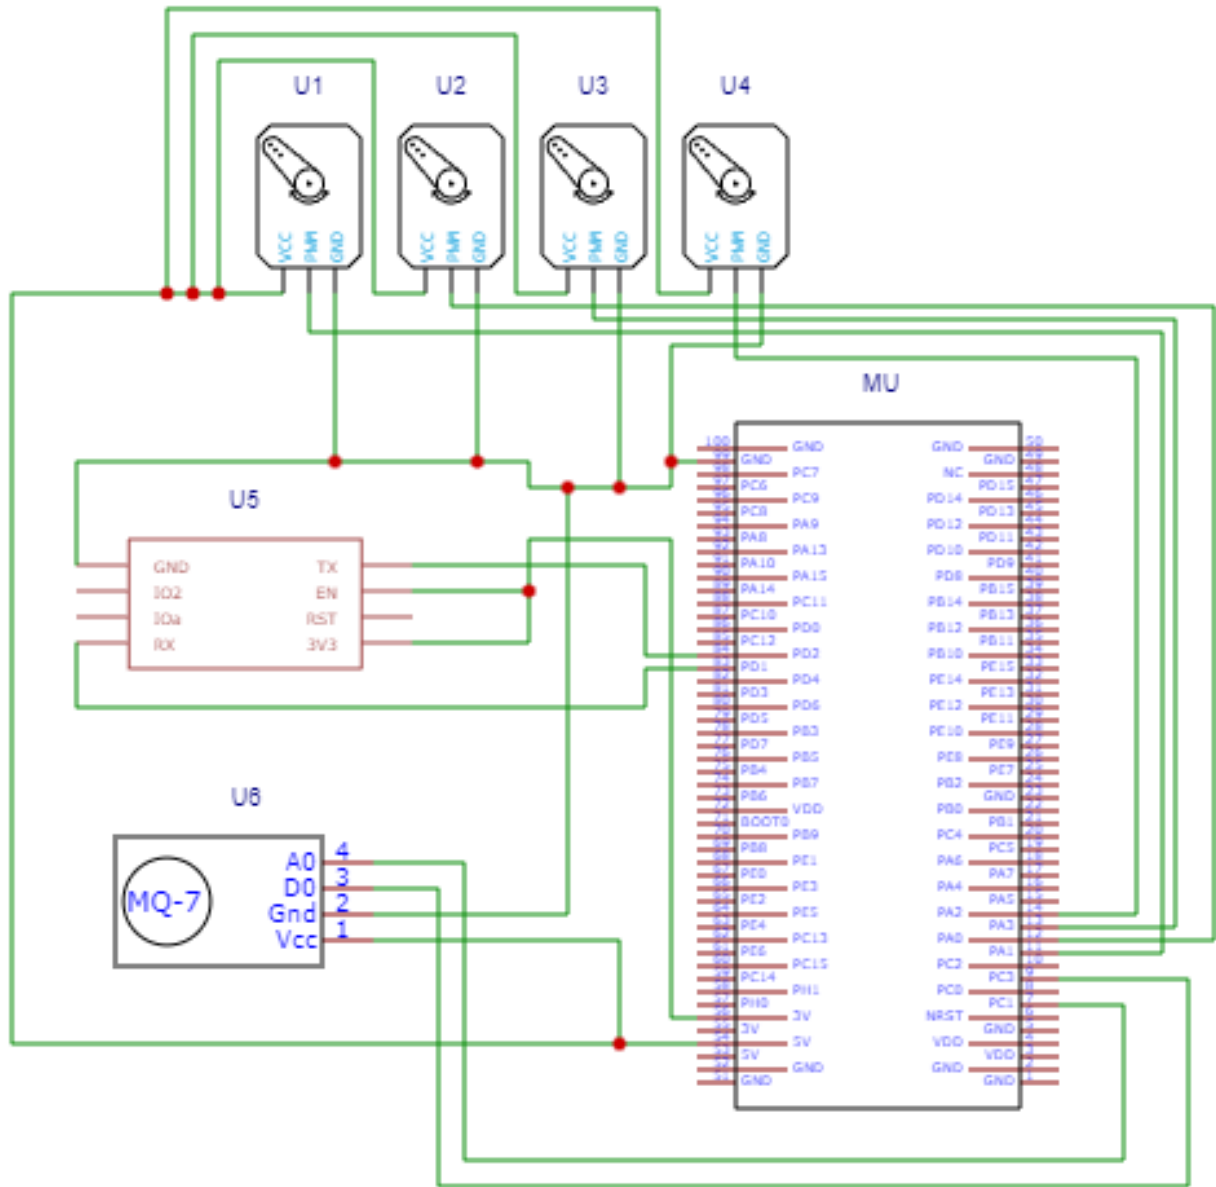 U1
U2
U3
U4
VCC
PWM
GND
VCC
PWM
GND
VCC
PWM
GND
VCC
PWM
GND
MU
U5
GND
IO2
IOa
RX
TX
EN
RST
3V3
U6
MQ-7
A0 4
D0 3
Gnd 2
Vcc 1
100
GND
GND
PC7
PC6
PC9
PC8
PA9
PA8
PA13
PA10
PA15
PA14
PC11
PC10
PD0
PC12
PD2
PD1
PD4
PD3
PD6
PD5
PB3
PD7
PB5
PB4
PB7
PB6
VDD
BOOT0
PB9
PB8
PE1
PE0
PE3
PE2
PE5
PE4
PC13
PE6
PC15
PC14
PH1
PH0
3V
3V
5V
5V
GND
GND
51
GND
50
GND
NC
PD15
PD14
PD13
PD12
PD11
PD10
PD9
PD8
PB15
PB14
PB13
PB12
PB11
PB10
PE15
PE14
PE13
PE12
PE11
PE10
PE9
PE8
PE7
PB2
GND
PB0
PB1
PC4
PC5
PA6
PA7
PA4
PA5
PA2
PA3
PA0
PA1
PC2
PC3
PC0
PC1
NRST
GND
VDD
VDD
GND
GND
1